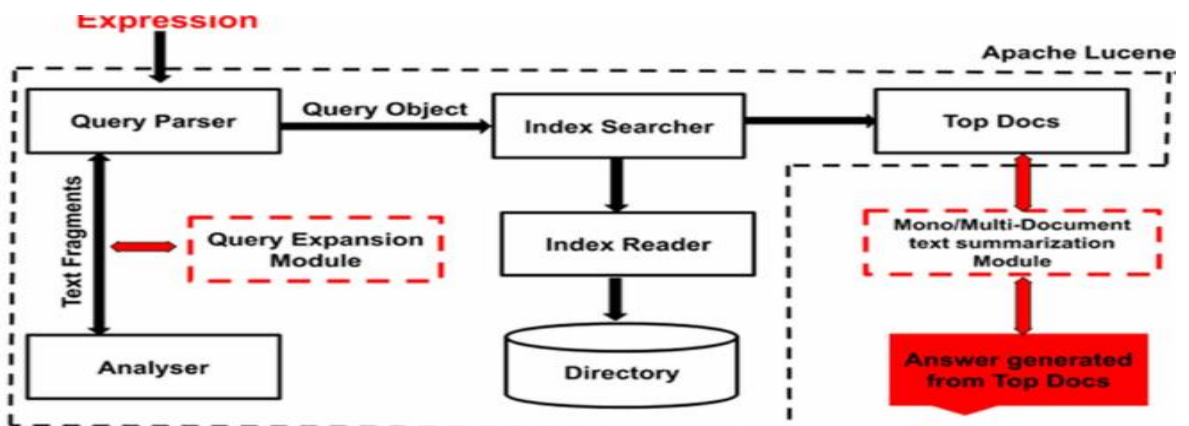 Expression
Apache Lucene
Query Parser
Query Object
Index Searcher
Top Docs
Text Fragments
Query Expansion
Module
Index Reader
Mono/Multi-Document
text summarization
Module
Analyser
Directory
Answer generated
from Top Docs